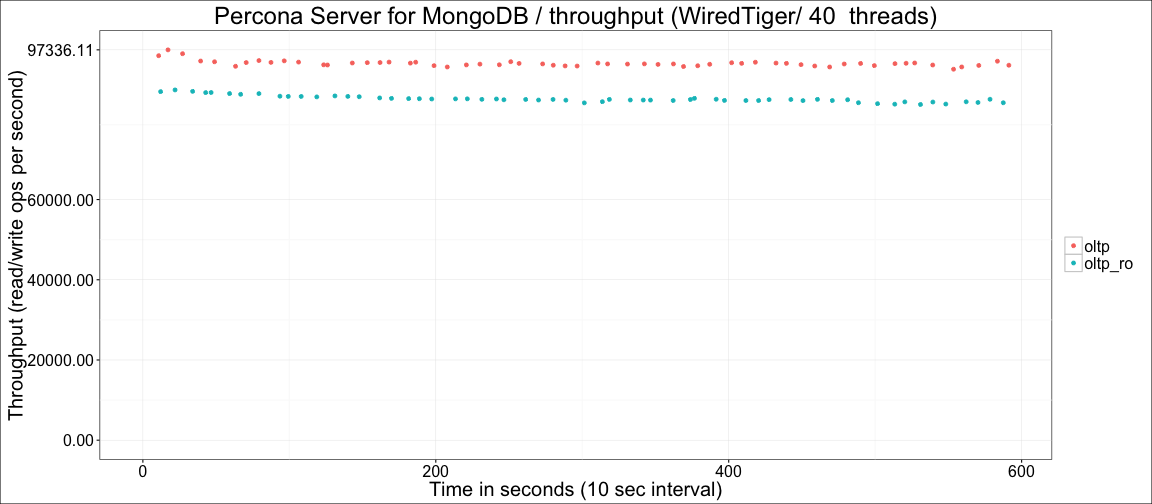 Percona Server for MongoDB / throughput (WiredTiger/ 40  threads)
Throughput (read/write ops per second)
97336.11
60000.00
40000.00
20000.00
0.00
0 200 400 600
Time in seconds (10 sec interval)
oltp
oltp_ro